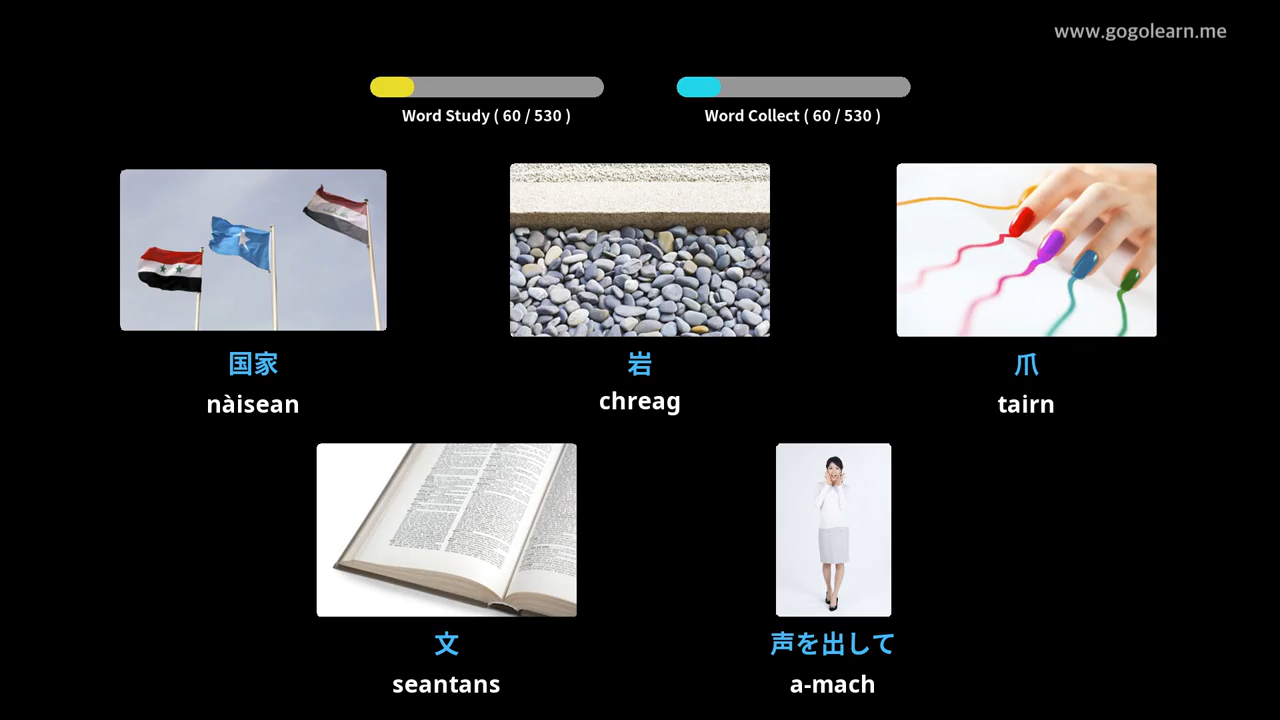 www.gogolearn.me
Word Study ( 60 / 530 )
Word Collect ( 60 / 530 )
国家
nàisean
岩
chreag
爪
tairn
文
seantans
声を出して
a-mach